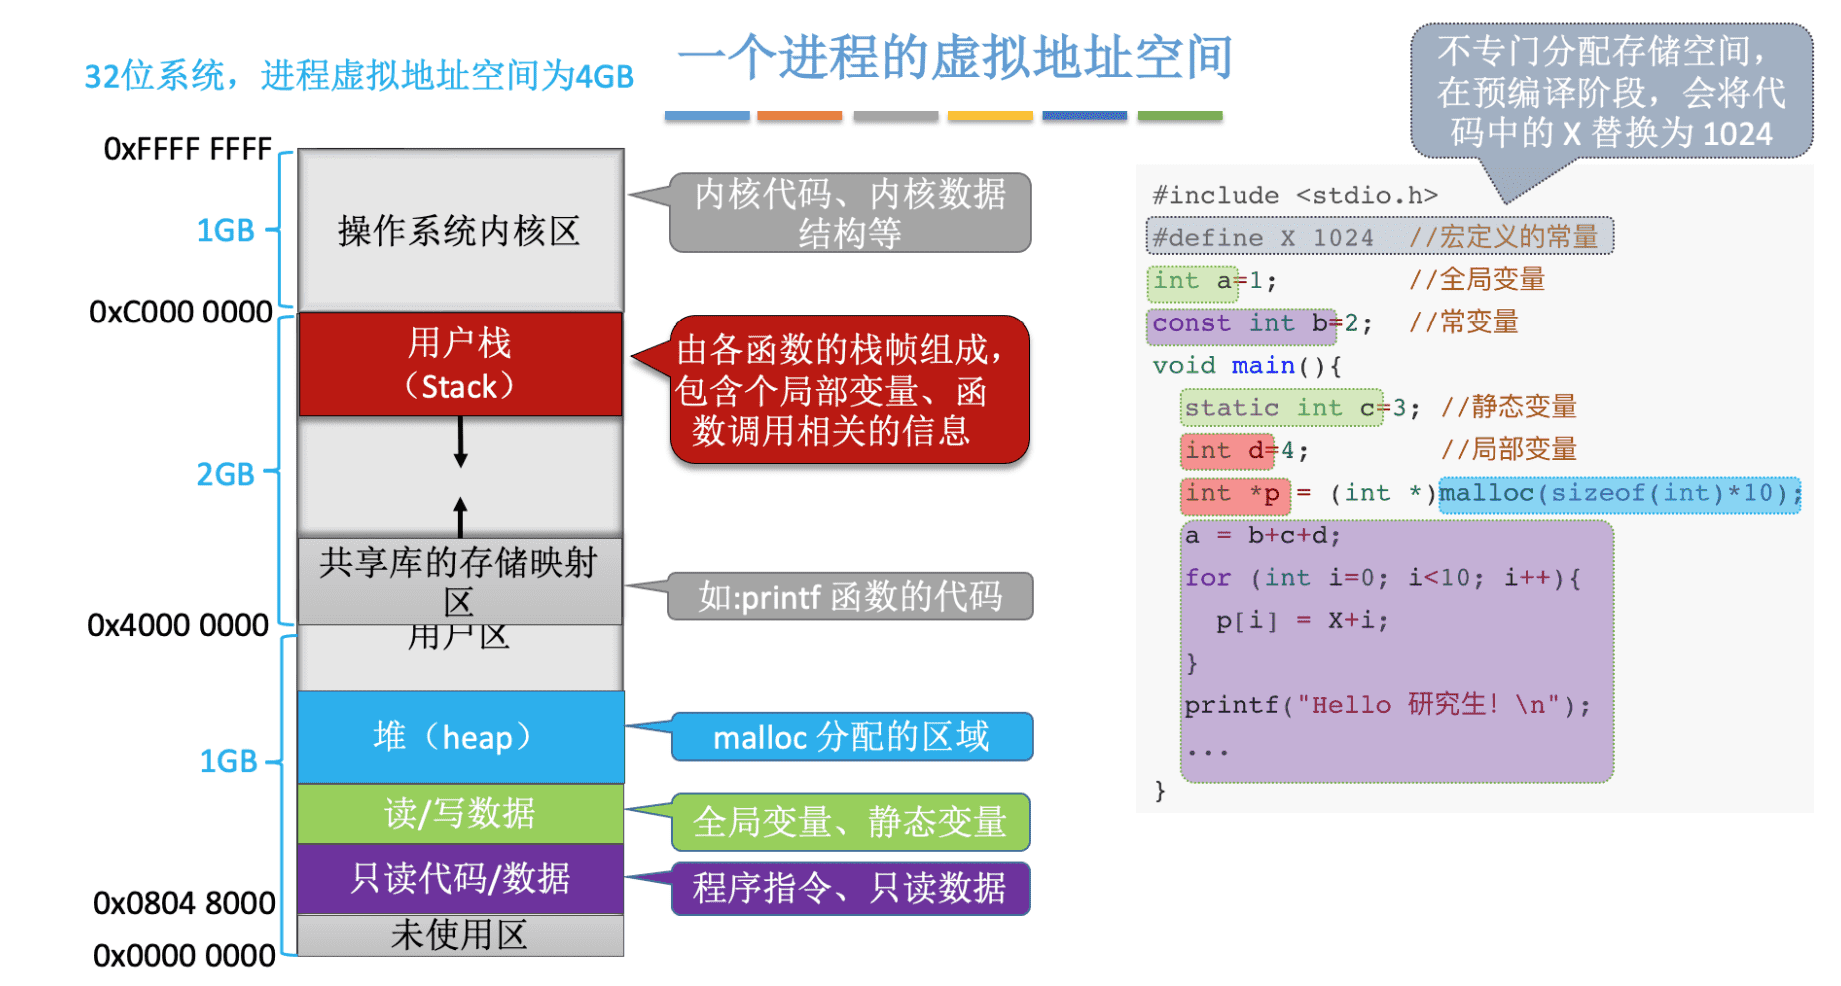 一个进程的虚拟地址空间
32位系统，进程虚拟地址空间为4GB
0xFFFF FFFF
1GB
0xC000 0000
2GB
0x4000 0000
1GB
0x0804 8000
0x0000 0000
操作系统内核区
用户栈
（Stack）
共享库的存储映射
区
用户区
堆（heap）
读/写数据
只读代码/数据
未使用区
内核代码、内核数据
结构等
由各函数的栈帧组成，
包含个局部变量、函
数调用相关的信息
如:printf 函数的代码
malloc 分配的区域
全局变量、静态变量
程序指令、只读数据
不专门分配存储空间，
在预编译阶段，会将代
码中的 X 替换为 1024
#include <stdio.h>
#define X 1024 //宏定义的常量
int a=1; //全局变量
const int b=2; //常变量
void main(){
static int c=3; //静态变量
int d=4; //局部变量
int *p = (int *)malloc(sizeof(int)*10);
a = b+c+d;
for (int i=0; i<10; i++){
p[i] = X+i;
}
printf("Hello 研究生！\n");
...
}